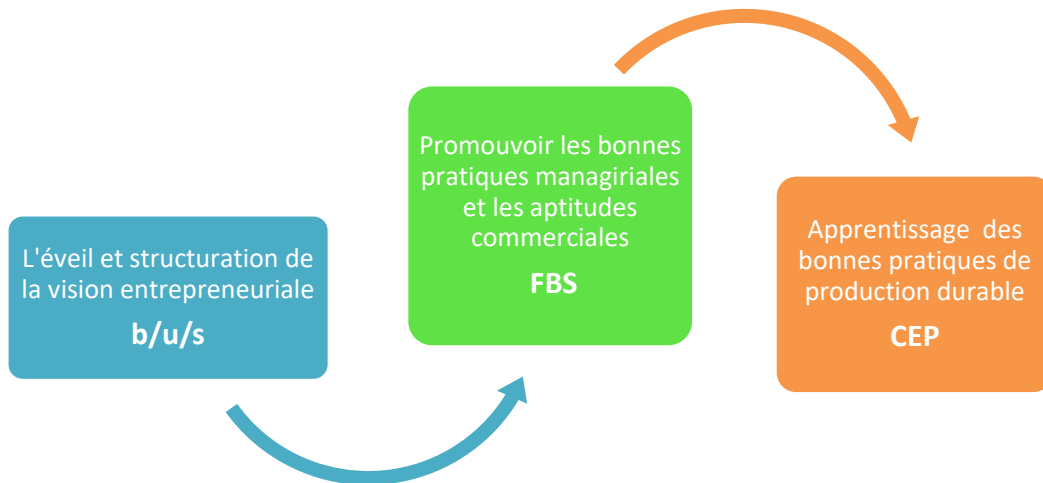 L'éveil et structuration de
la vision entrepreneuriale
b/u/s
Promouvoir les bonnes
pratiques managiriales
et les aptitudes
commerciales
FBS
Apprentissage des
bonnes pratiques de
production durable
CEP